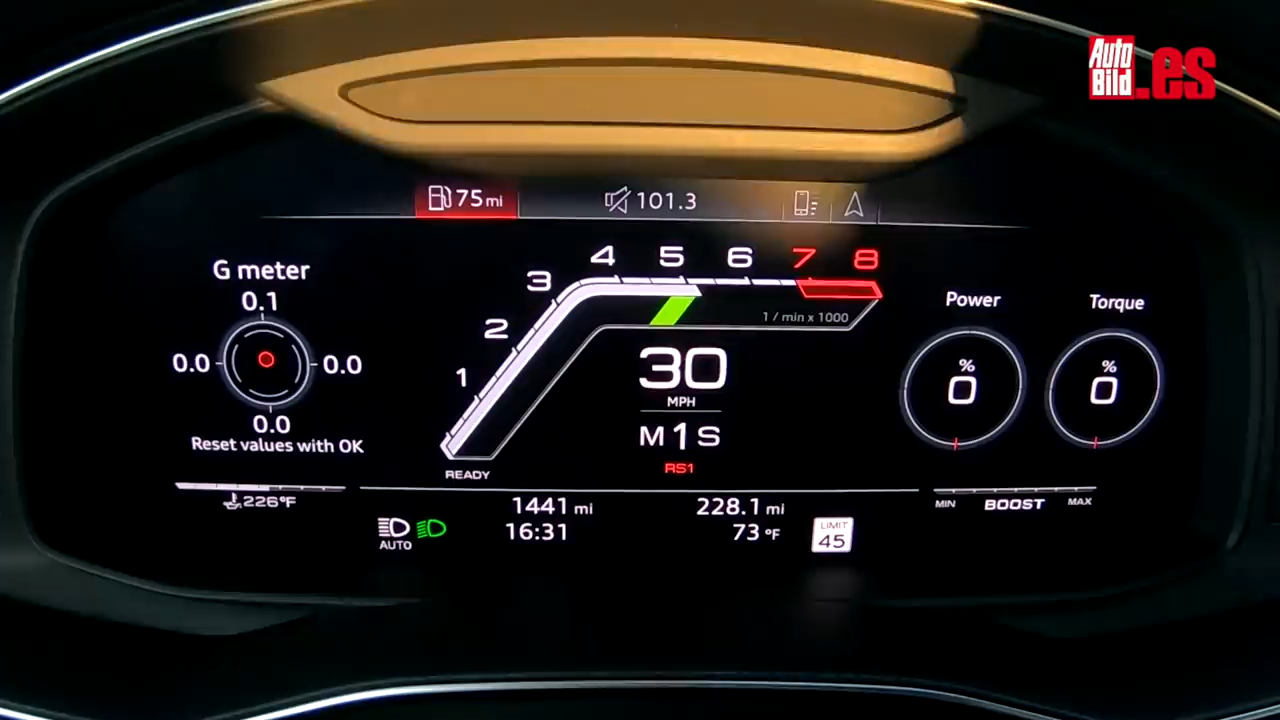 Auto
Bild
.es
75 mi
101.3
4 5 6 7 8
3
2
1
1 / min x 1000
G meter
0.1
0.0 0.0
0.0
Reset values with OK
226°F
30
MPH
M1S
RS1
READY
Power
% 0
Torque
% 0
MIN BOOST MAX
1441 mi 228.1 mi
16:31 73 °F
AUTO
LIMIT
45